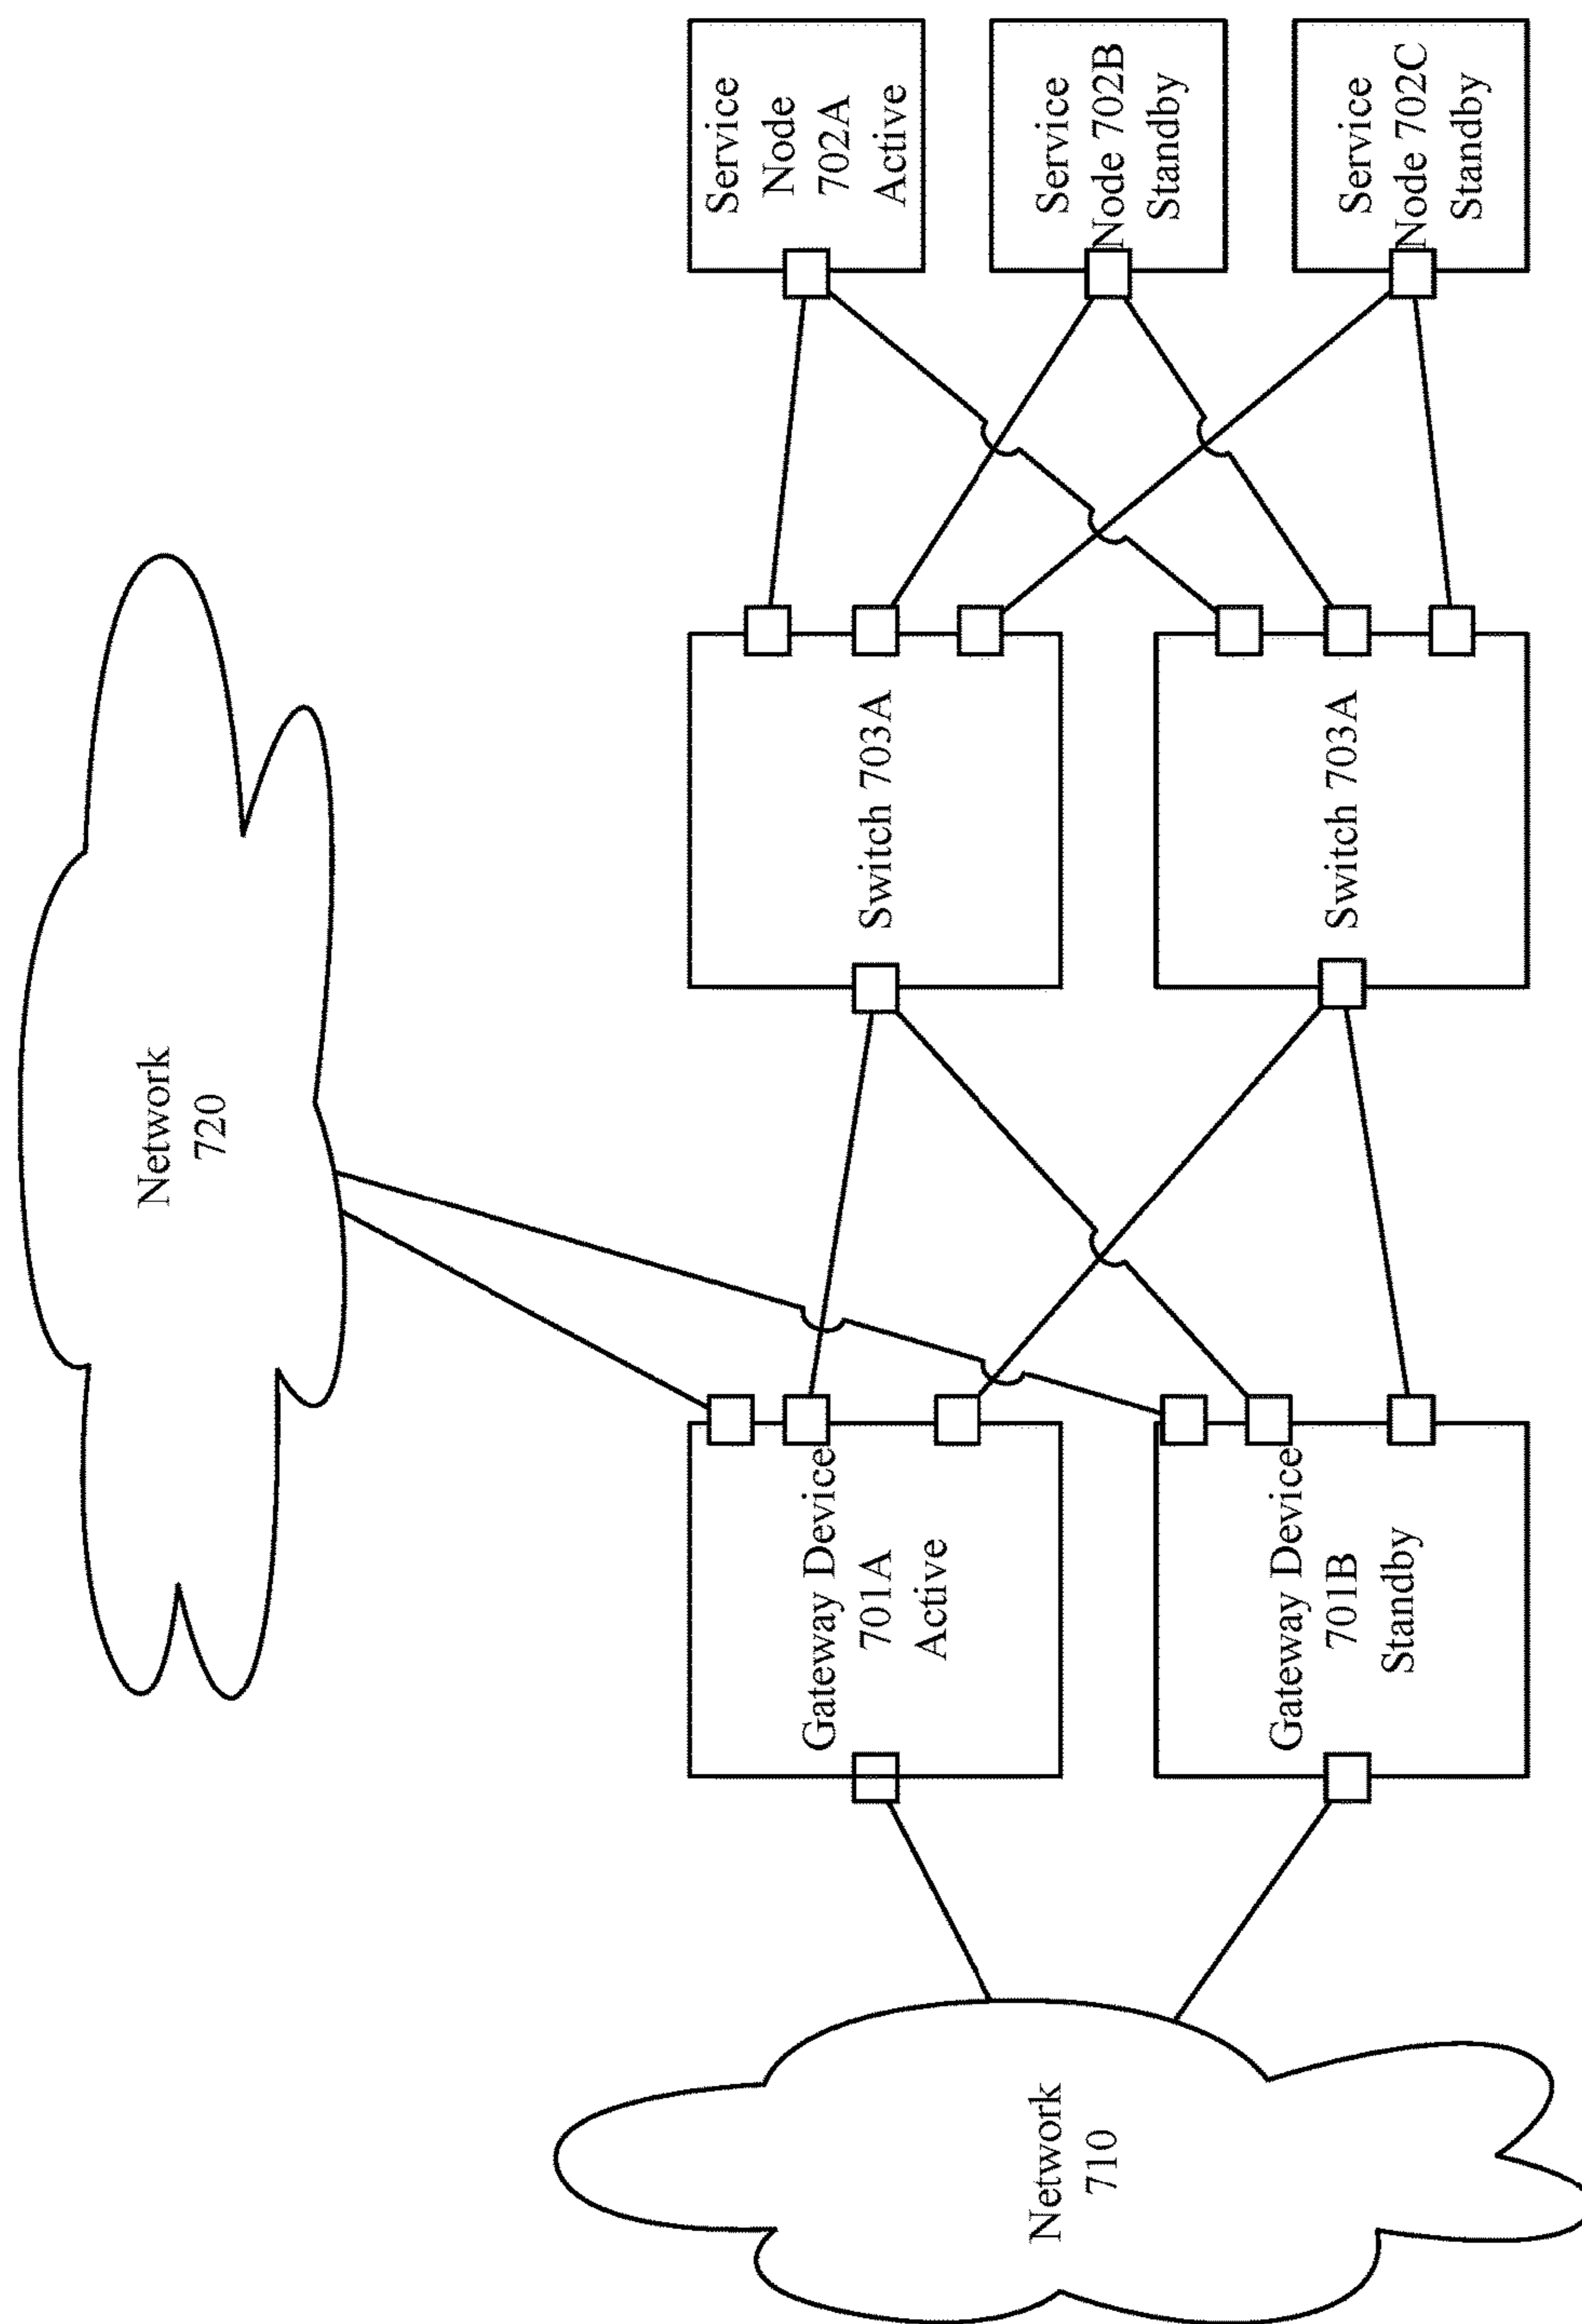 Network
720
Network
710
Gateway Device
701A
Active
Switch 703A
Service
Node
702A
Active
Service
Node 702B
Standby
Gateway Device
701B
Standby
Switch 703A
Service
Node 702C
Standby